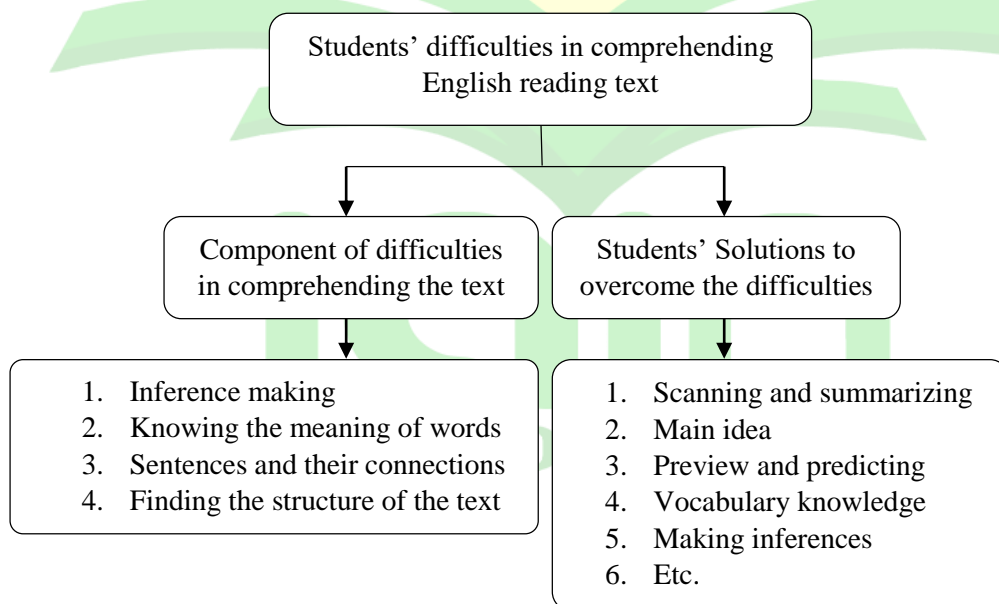 Students’ difficulties in comprehending
English reading text
Component of difficulties
in comprehending the text
Students’ Solutions to
overcome the difficulties
1. Inference making
2. Knowing the meaning of words
3. Sentences and their connections
4. Finding the structure of the text
1. Scanning and summarizing
2. Main idea
3. Preview and predicting
4. Vocabulary knowledge
5. Making inferences
6. Etc.